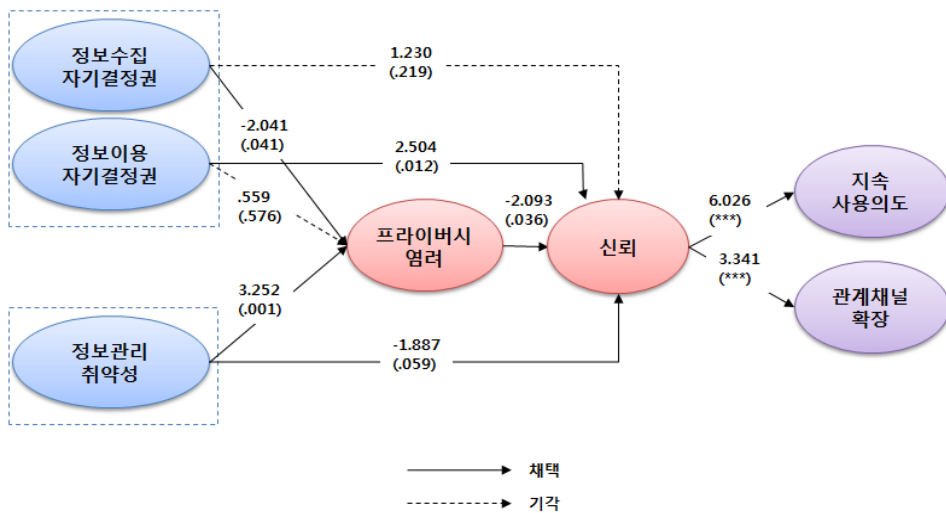 정보수집
자기결정권
1.230
(.219)
-2.041
(.041)
정보이용
자기결정권
2.504
(.012)
.559
(.576)
프라이버시
염려
-2.093
(.036)
신뢰
6.026
(***)
지속
사용의도
3.341
(***)
관계채널
확장
3.252
(.001)
정보관리
취약성
-1.887
(.059)
채택
기각